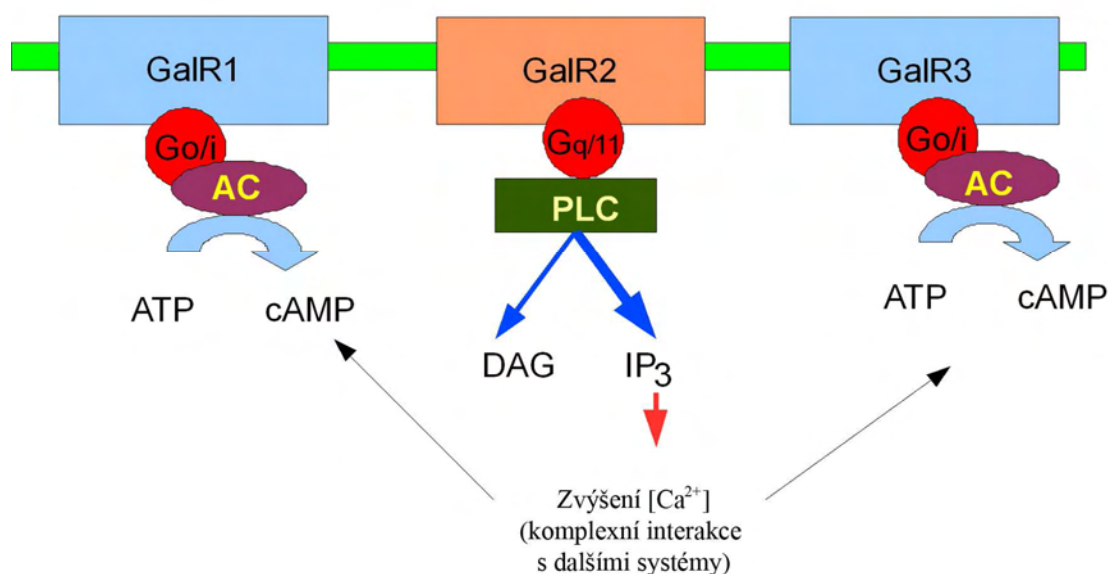 GalR1
GalR2
GalR3
Go/i
Gq/11
Go/i
AC
PLC
AC
ATP
cAMP
DAG
IP3
ATP
cAMP
Zvýšení [Ca²⁺]
(komplexní interakce
s dalšími systémy)